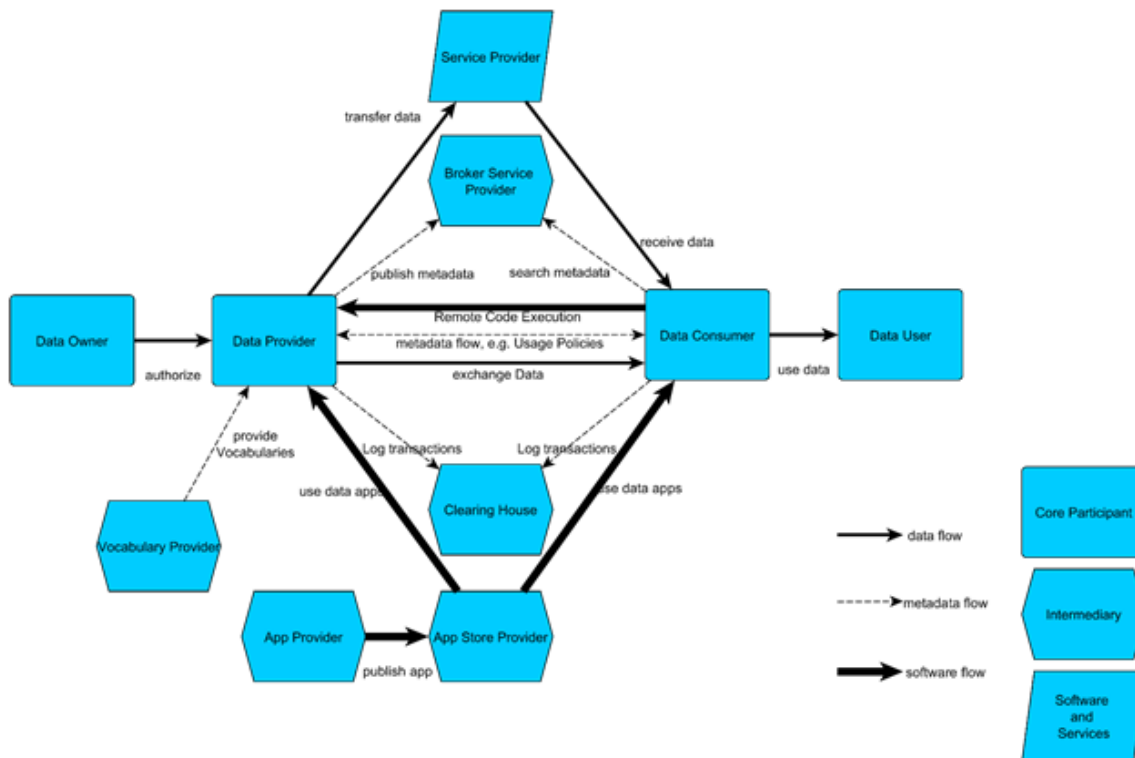 Service Provider
transfer data
Broker Service
Provider
receive data
publish metadata
search metadata
Remote Code Execution
Data Owner
Data Provider
metadata flow, e.g. Usage Policies
Data Consumer
Data User
authorize
exchange Data
use data
provide
Vocabularies
Log transactions
Log transactions
use data apps
use data apps
Clearing House
Vocabulary Provider
App Provider
App Store Provider
publish app
Core Participant
data flow
metadata flow
Intermediary
software flow
Software
and
Services